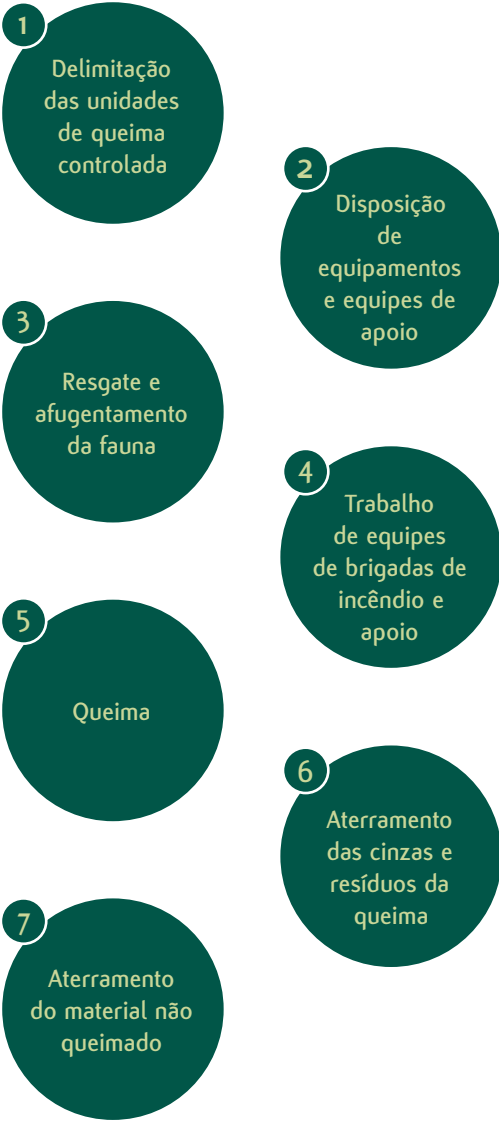 1
Delimitação
das unidades
de queima
controlada
2
Disposição
de
equipamentos
e equipes de
apoio
3
Resgate e
afugentamento
da fauna
4
Trabalho
de equipes
de brigadas de
incêndio e
apoio
5
Queima
6
Aterramento
das cinzas e
resíduos da
queima
7
Aterramento
do material não
queimado